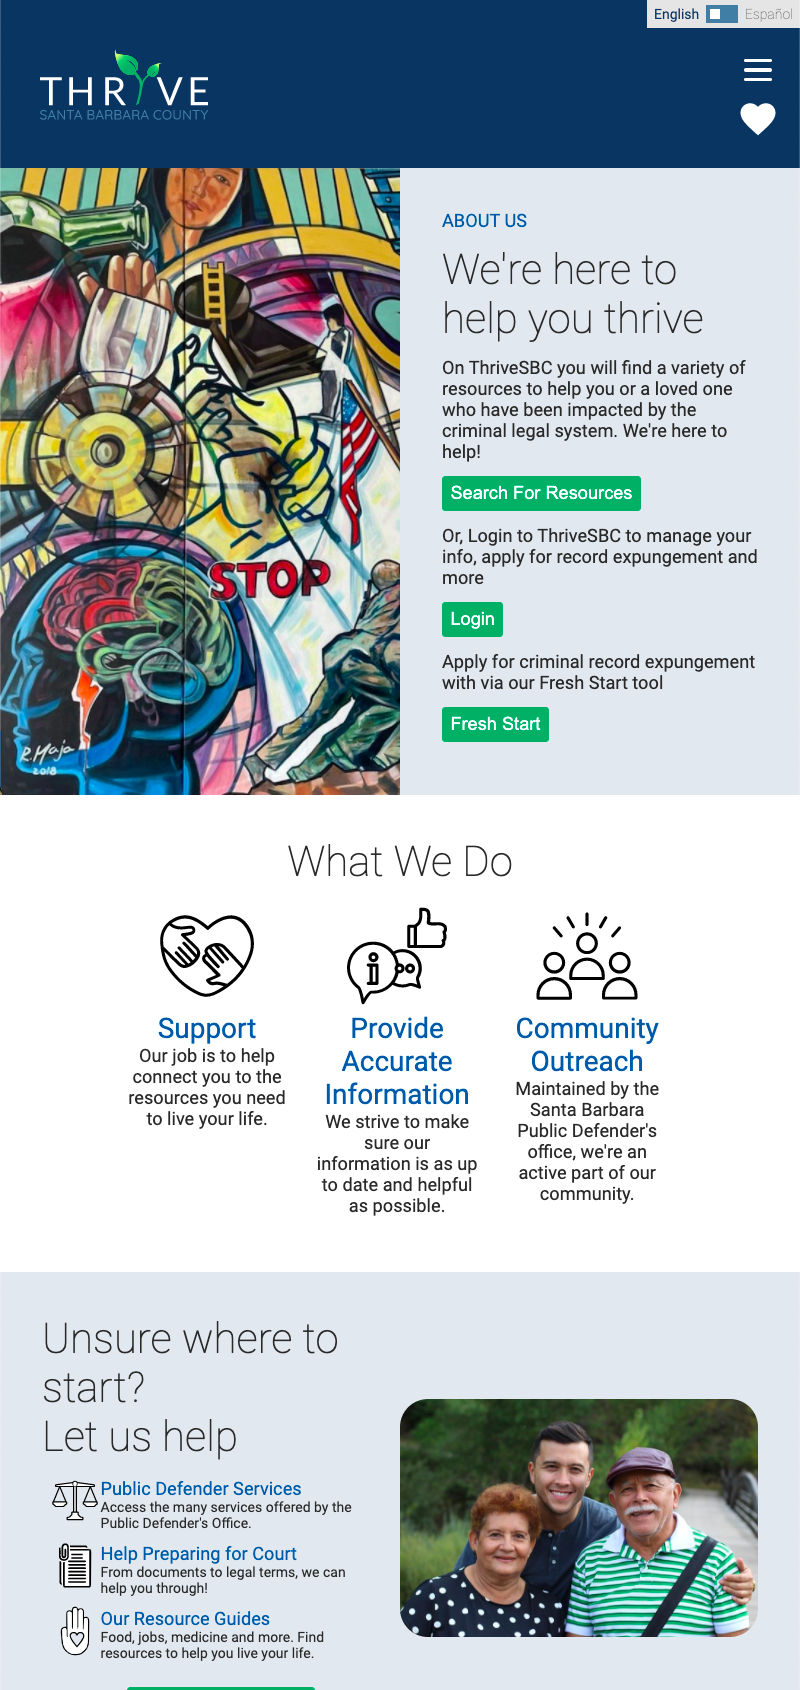 English Español
THRYVE
SANTA BARBARA COUNTY
ABOUT US
We're here to
help you thrive
On ThriveSBC you will find a variety of
resources to help you or a loved one
who have been impacted by the
criminal legal system. We're here to
help!
Search For Resources
Or, Login to ThriveSBC to manage your
info, apply for record expungement and
more
Login
Apply for criminal record expungement
with via our Fresh Start tool
Fresh Start
STOP
R. Maja
2018
What We Do
Support
Our job is to help
connect you to the
resources you need
to live your life.
Provide
Accurate
Information
We strive to make
sure our
information is as up
to date and helpful
as possible.
Community
Outreach
Maintained by the
Santa Barbara
Public Defender's
office, we're an
active part of our
community.
Unsure where to
start?
Let us help
Public Defender Services
Access the many services offered by the
Public Defender's Office.
Help Preparing for Court
From documents to legal terms, we can
help you through!
Our Resource Guides
Food, jobs, medicine and more. Find
resources to help you live your life.